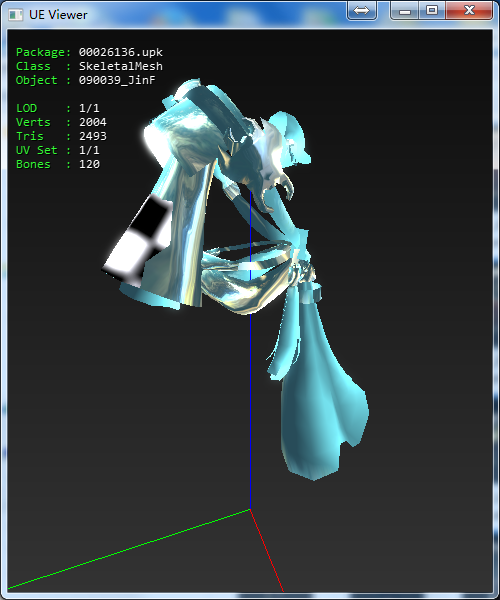 UE Viewer
Package: 00026136.upk
Class  : SkeletalMesh
Object : 090039_JinF
LOD    : 1/1
Verts  : 2004
Tris   : 2493
UV Set : 1/1
Bones  : 120